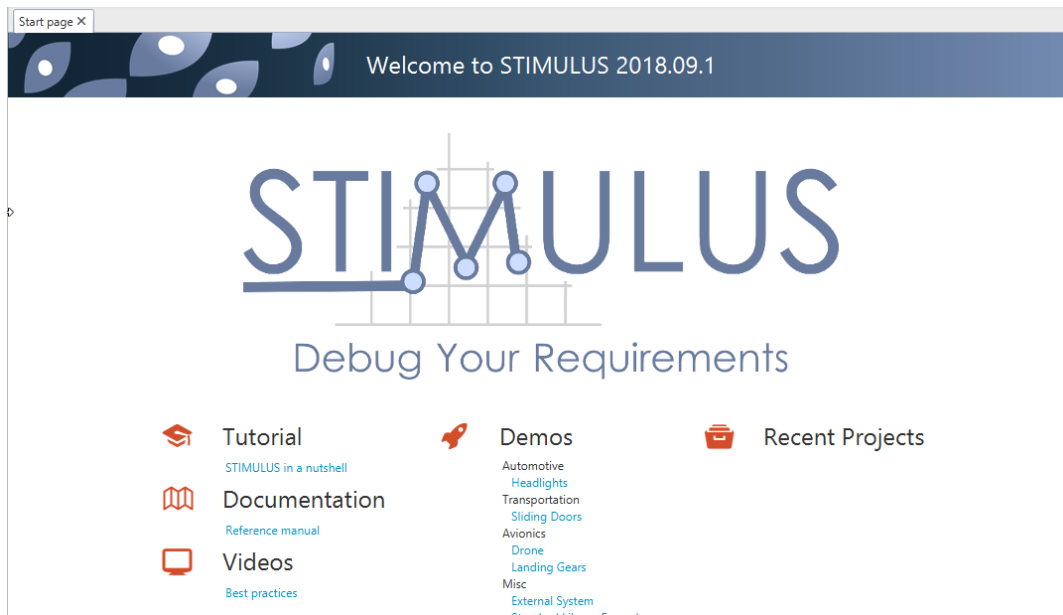 Start page
Welcome to STIMULUS 2018.09.1
STIMULUS
Debug Your Requirements
Tutorial
STIMULUS in a nutshell
Documentation
Reference manual
Videos
Best practices
Demos
Automotive
Headlights
Transportation
Sliding Doors
Avionics
Drone
Landing Gears
Misc
External System
Recent Projects